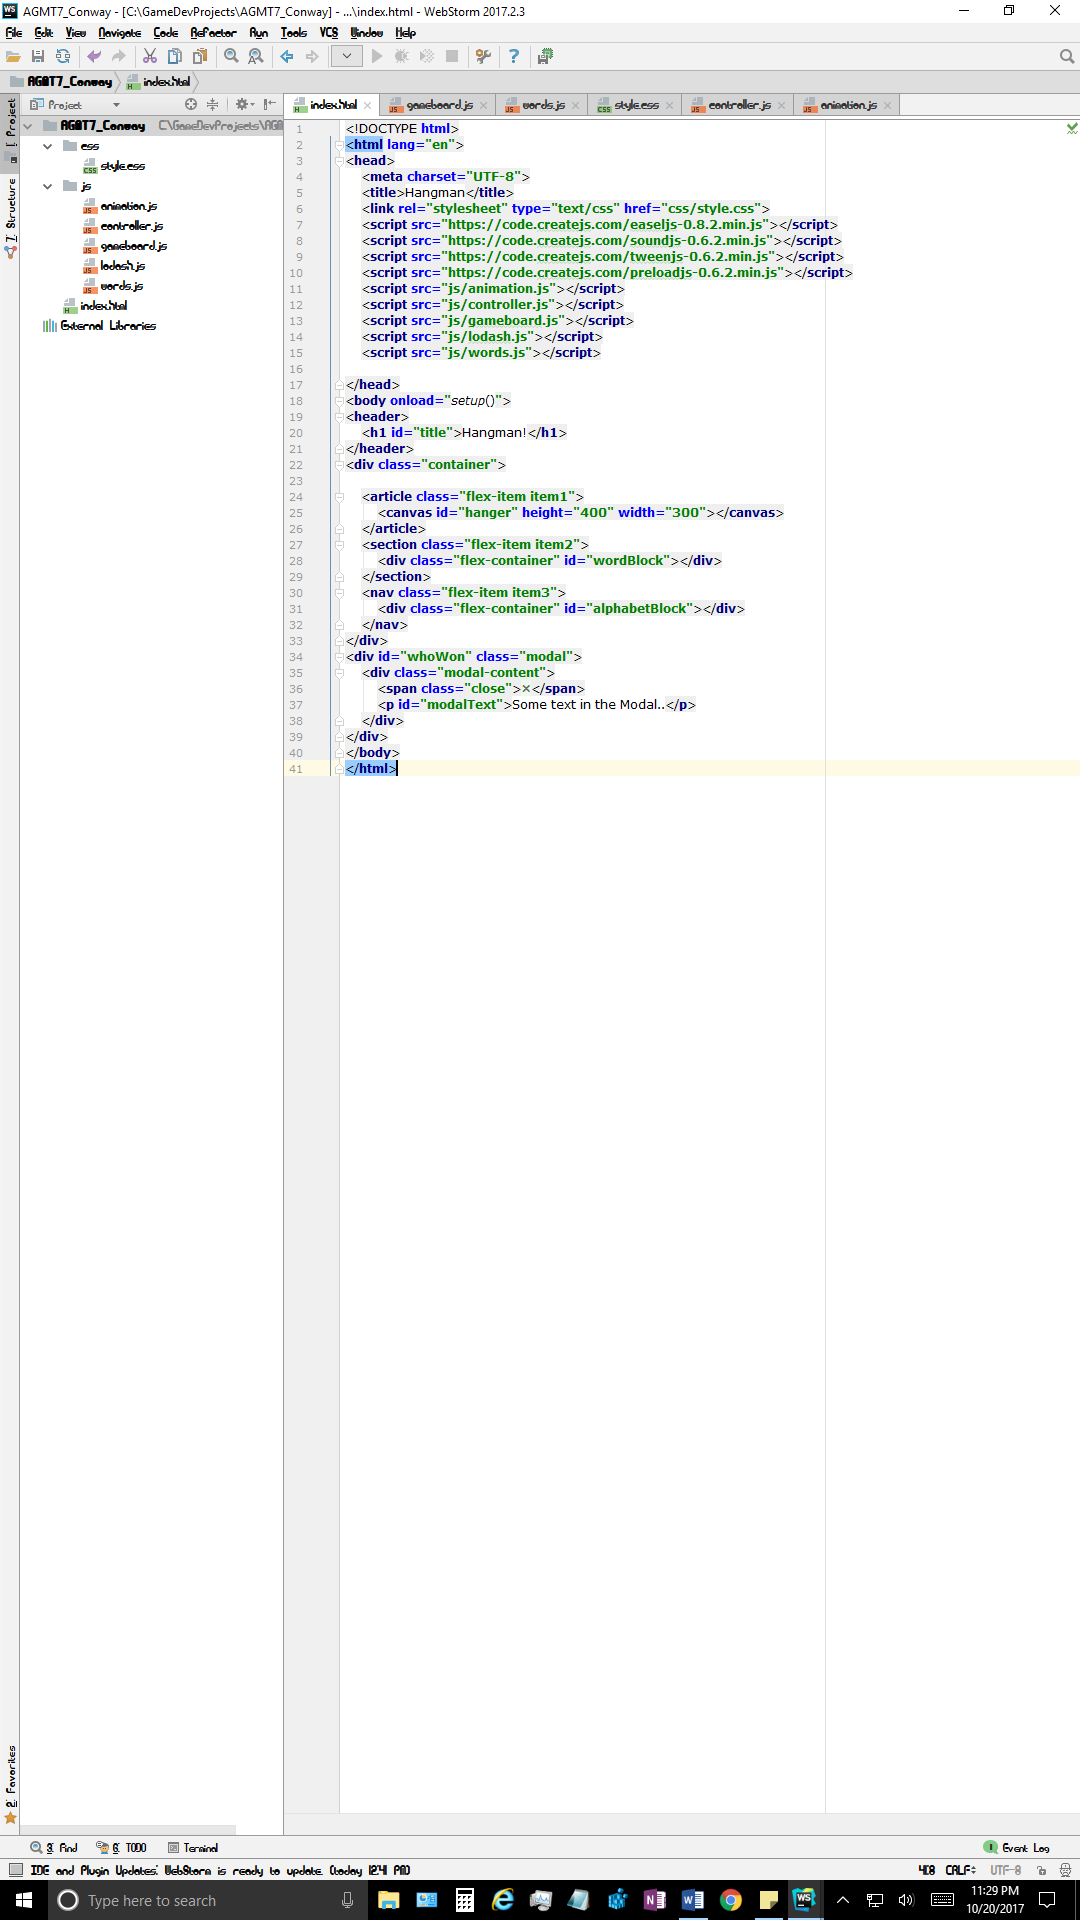 AGMT7_Conway - [C:\GameDevProjects\AGMT7_Conway] - ...\index.html - WebStorm 2017.2.3
File Edit View Navigate Code Refactor Run Tools VCS Window Help
AGMT7_Conway index.html
Project
index.html gameboard.js words.js style.css controller.js animation.js
1: Project
7: Structure
2: Favorites
AGMT7_Conway C:\GameDevProjects\AGM
css
style.css
js
animation.js
controller.js
gameboard.js
lodash.js
words.js
index.html
External Libraries
1 <!DOCTYPE html>
2 <html lang="en">
3 <head>
4 <meta charset="UTF-8">
5 <title>Hangman</title>
6 <link rel="stylesheet" type="text/css" href="css/style.css">
7 <script src="https://code.createjs.com/easeljs-0.8.2.min.js"></script>
8 <script src="https://code.createjs.com/soundjs-0.6.2.min.js"></script>
9 <script src="https://code.createjs.com/tweenjs-0.6.2.min.js"></script>
10 <script src="https://code.createjs.com/preloadjs-0.6.2.min.js"></script>
11 <script src="js/animation.js"></script>
12 <script src="js/controller.js"></script>
13 <script src="js/gameboard.js"></script>
14 <script src="js/lodash.js"></script>
15 <script src="js/words.js"></script>
16
17 </head>
18 <body onload="setup()">
19 <header>
20 <h1 id="title">Hangman!</h1>
21 </header>
22 <div class="container">
23
24 <article class="flex-item item1">
25 <canvas id="hanger" height="400" width="300"></canvas>
26 </article>
27 <section class="flex-item item2">
28 <div class="flex-container" id="wordBlock"></div>
29 </section>
30 <nav class="flex-item item3">
31 <div class="flex-container" id="alphabetBlock"></div>
32 </nav>
33 </div>
34 <div id="whoWon" class="modal">
35 <div class="modal-content">
36 <span class="close">×</span>
37 <p id="modalText">Some text in the Modal..</p>
38 </div>
39 </div>
40 </body>
41 </html>
3: Find 6: TODO Terminal Event Log
IDE and Plugin Updates: WebStorm is ready to update. (today 12:41 PM) 41:8 CRLF÷ UTF-8
Type here to search
11:29 PM
10/20/2017